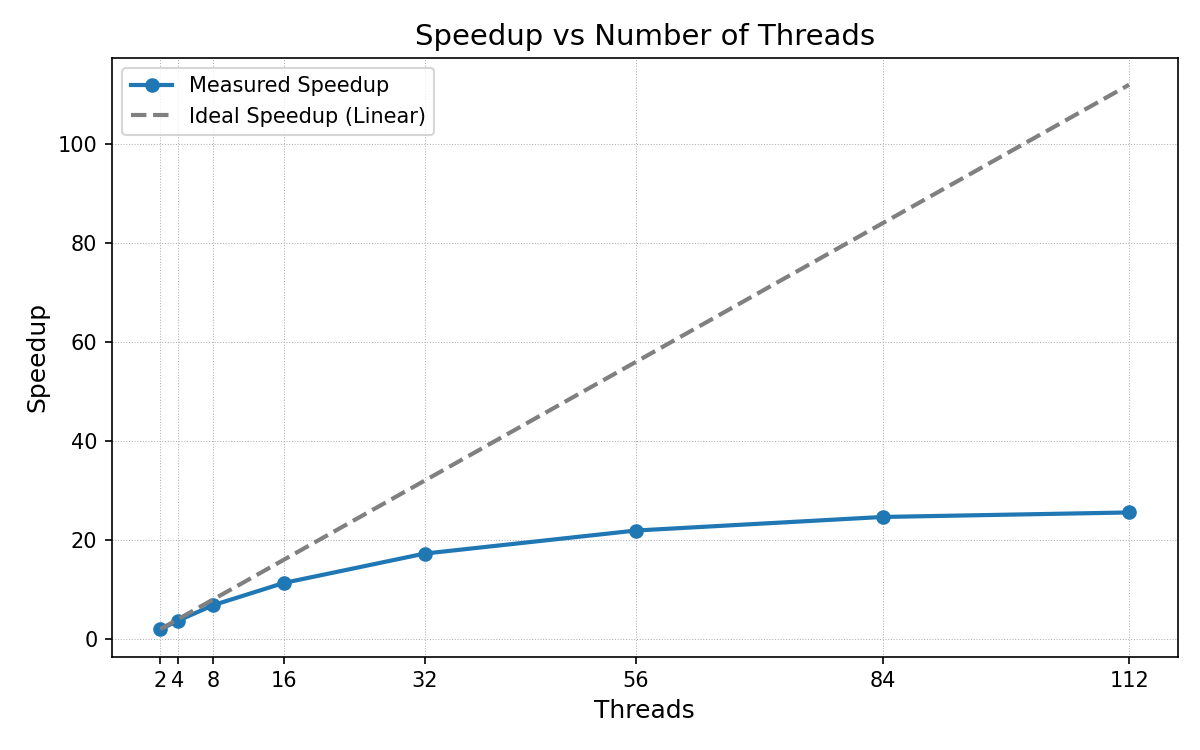 Speedup vs Number of Threads
Measured Speedup
Ideal Speedup (Linear)
Speedup
100
80
60
40
20
0
2 4 8 16 32 56 84 112
Threads